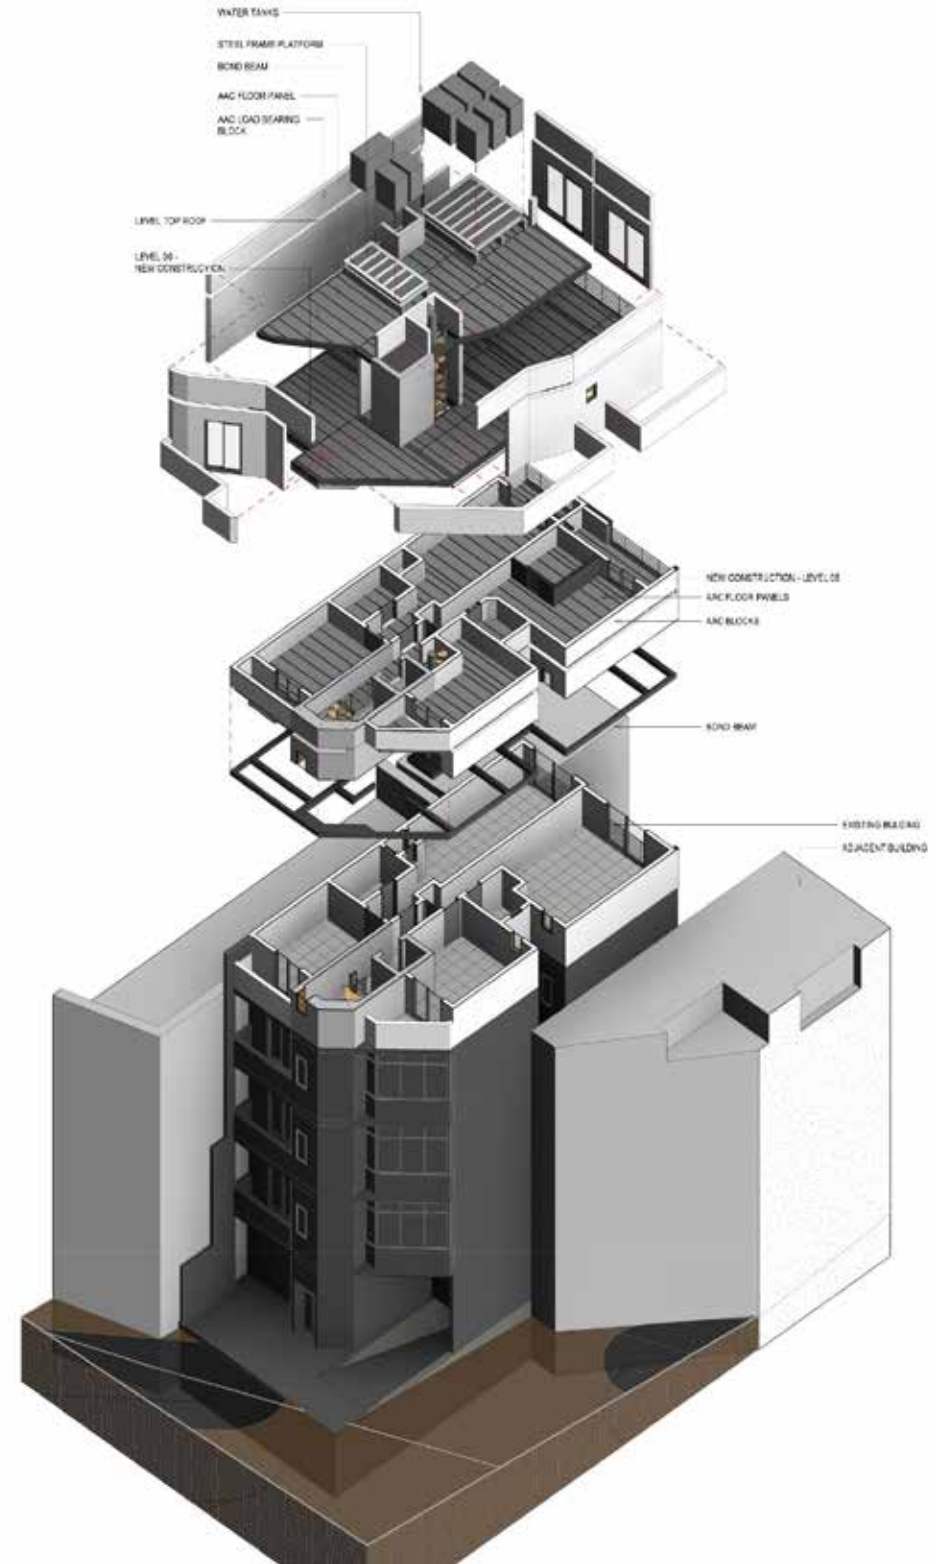 WATER TANKS
STEEL FRAME PLATFORM
BOND BEAM
AAC FLOOR PANEL
AAC LOAD BEARING
BLOCK
LEVEL TOP ROOF
LEVEL 06 -
NEW CONSTRUCTION
NEW CONSTRUCTION - LEVEL 05
AAC FLOOR PANELS
AAC BLOCKS
BOND BEAM
EXISTING BUILDING
ADJACENT BUILDING